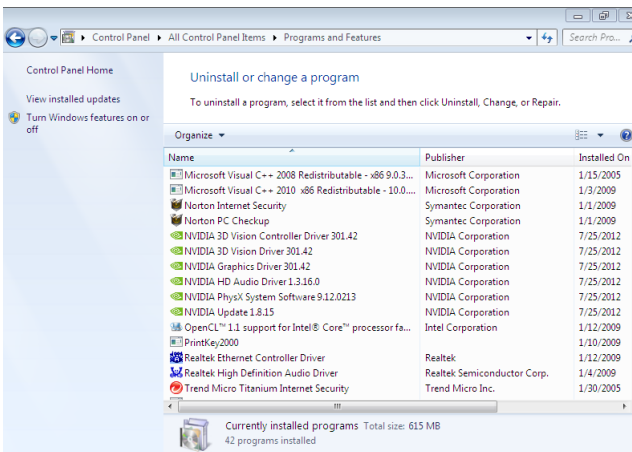 Control Panel ▸ All Control Panel Items ▸ Programs and Features
Search Pro...
Control Panel Home
View installed updates
Turn Windows features on or
off
Uninstall or change a program
To uninstall a program, select it from the list and then click Uninstall, Change, or Repair.
Organize
Name Publisher Installed On
Microsoft Visual C++ 2008 Redistributable - x86 9.0.3... Microsoft Corporation 1/15/2005
Microsoft Visual C++ 2010 x86 Redistributable - 10.0.... Microsoft Corporation 1/3/2009
Norton Internet Security Symantec Corporation 1/1/2009
Norton PC Checkup Symantec Corporation 1/1/2009
NVIDIA 3D Vision Controller Driver 301.42 NVIDIA Corporation 7/25/2012
NVIDIA 3D Vision Driver 301.42 NVIDIA Corporation 7/25/2012
NVIDIA Graphics Driver 301.42 NVIDIA Corporation 7/25/2012
NVIDIA HD Audio Driver 1.3.16.0 NVIDIA Corporation 7/25/2012
NVIDIA PhysX System Software 9.12.0213 NVIDIA Corporation 7/25/2012
NVIDIA Update 1.8.15 NVIDIA Corporation 7/25/2012
OpenCL™ 1.1 support for Intel® Core™ processor fa... Intel Corporation 1/12/2009
PrintKey2000 1/10/2009
Realtek Ethernet Controller Driver Realtek 1/12/2009
Realtek High Definition Audio Driver Realtek Semiconductor Corp. 1/4/2009
Trend Micro Titanium Internet Security Trend Micro Inc. 1/30/2005
Currently installed programs Total size: 615 MB
42 programs installed